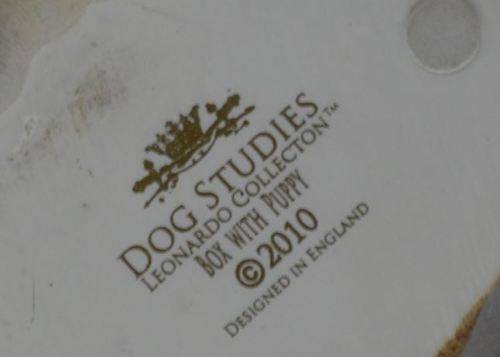 DOG STUDIES
LEONARDO COLLECTON™
BOX WITH PUPPY
©2010
DESIGNED IN ENGLAND